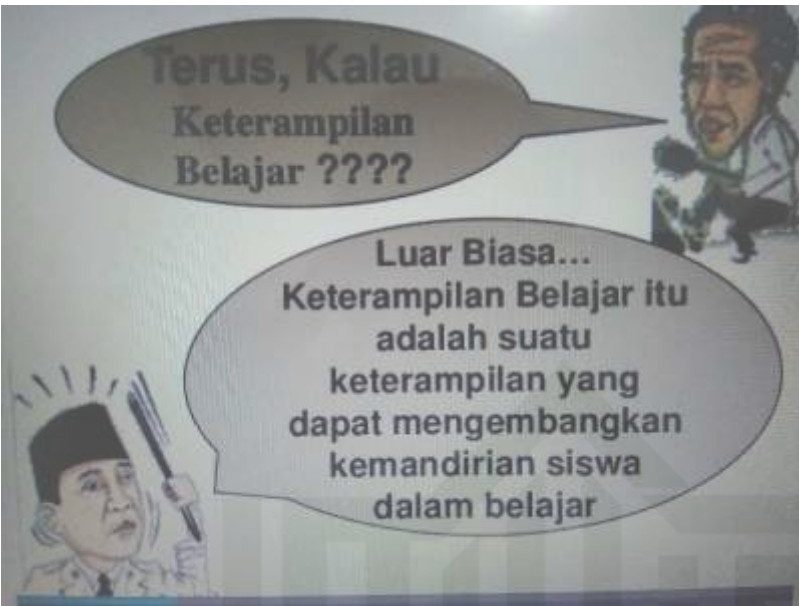 Terus, Kalau
Keterampilan
Belajar ????
Luar Biasa...
Keterampilan Belajar itu
adalah suatu
keterampilan yang
dapat mengembangkan
kemandirian siswa
dalam belajar